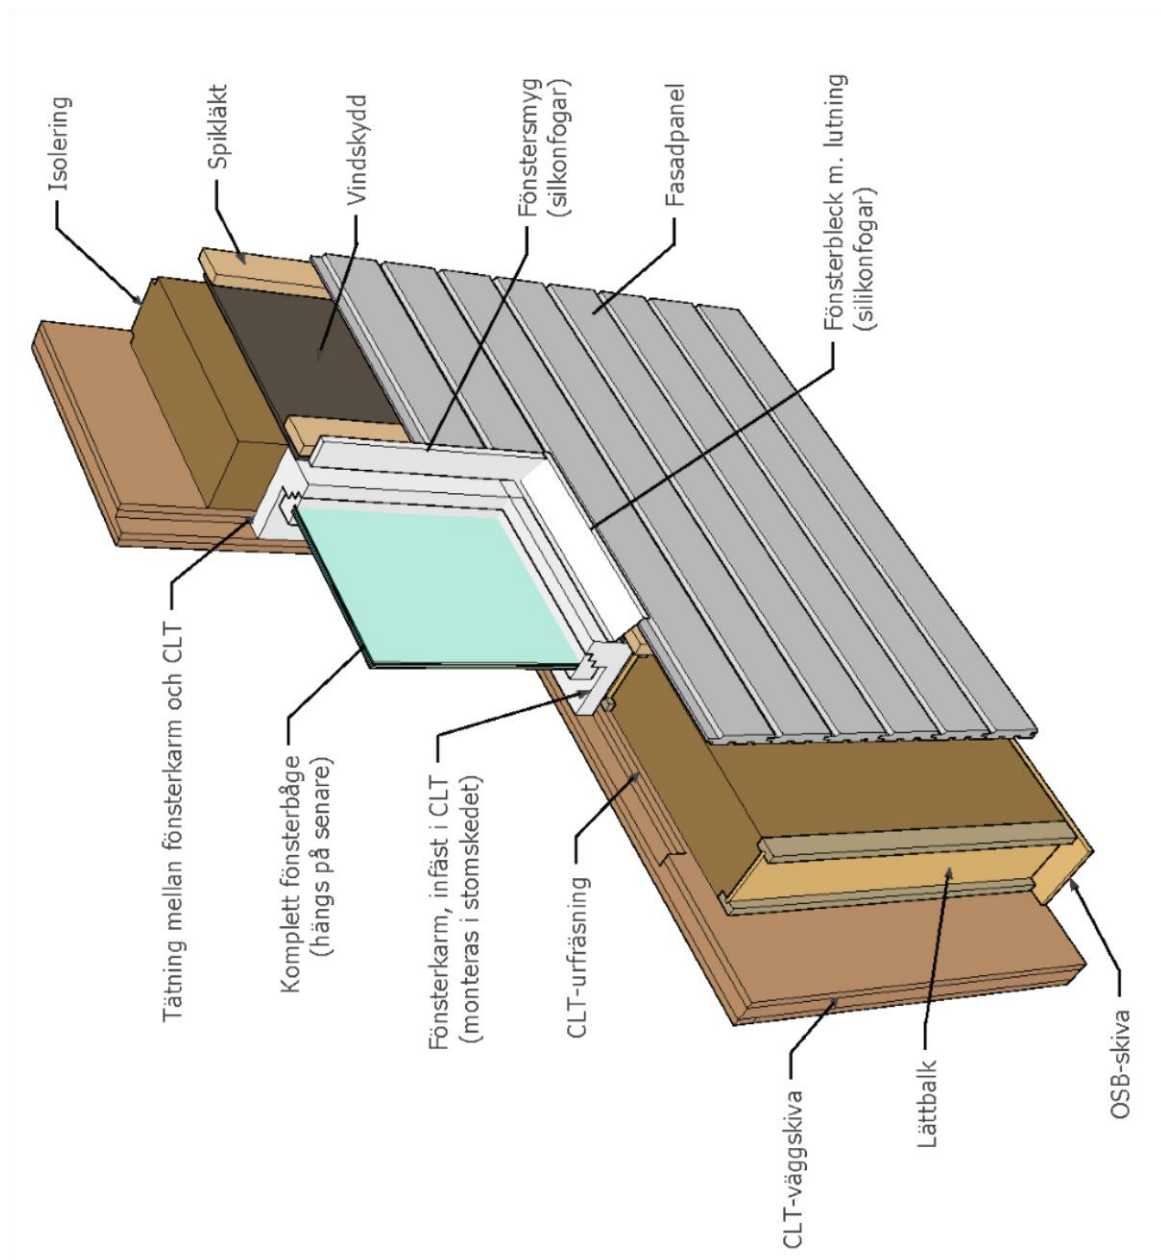 Isolering
Spikläkt
Vindskydd
Fönstersmyg
(silkonfogar)
Fasadpanel
Fönsterbleck m. lutning
(silikonfogar)
Tätning mellan fönsterkarm och CLT
Komplett fönsterbåge
(hängs på senare)
Fönsterkarm, infäst i CLT
(monteras i stomskedet)
CLT-urfräsning
CLT-väggskiva
Lättbalk
OSB-skiva